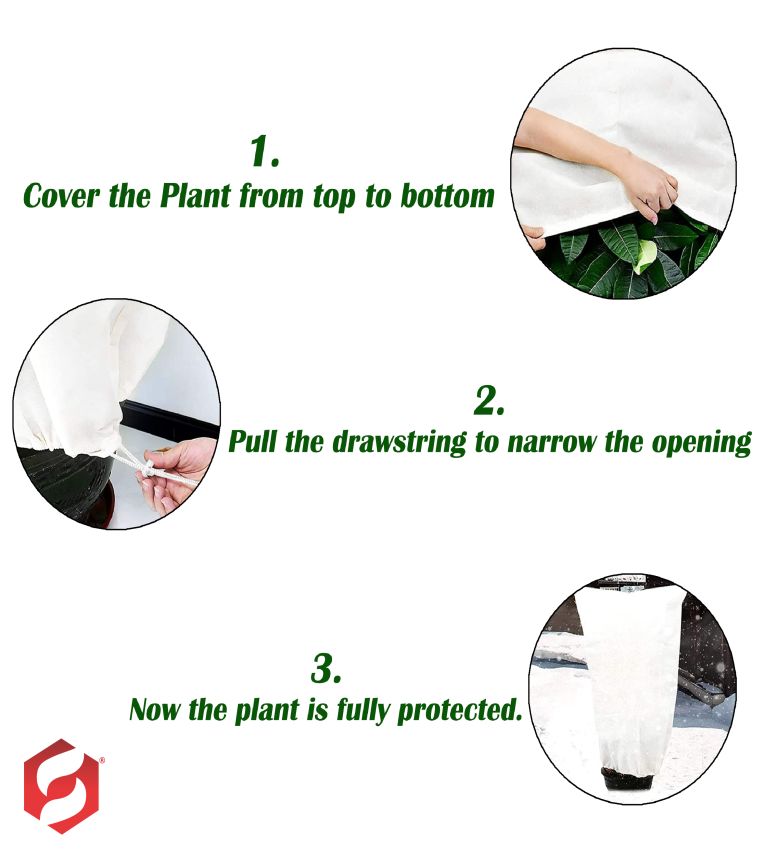 1.
Cover the Plant from top to bottom
2.
Pull the drawstring to narrow the opening
3.
Now the plant is fully protected.
®